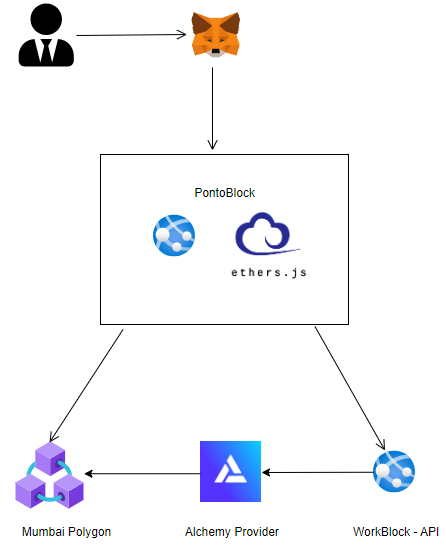 PontoBlock
ethers.js
Mumbai Polygon
Alchemy Provider
WorkBlock - API